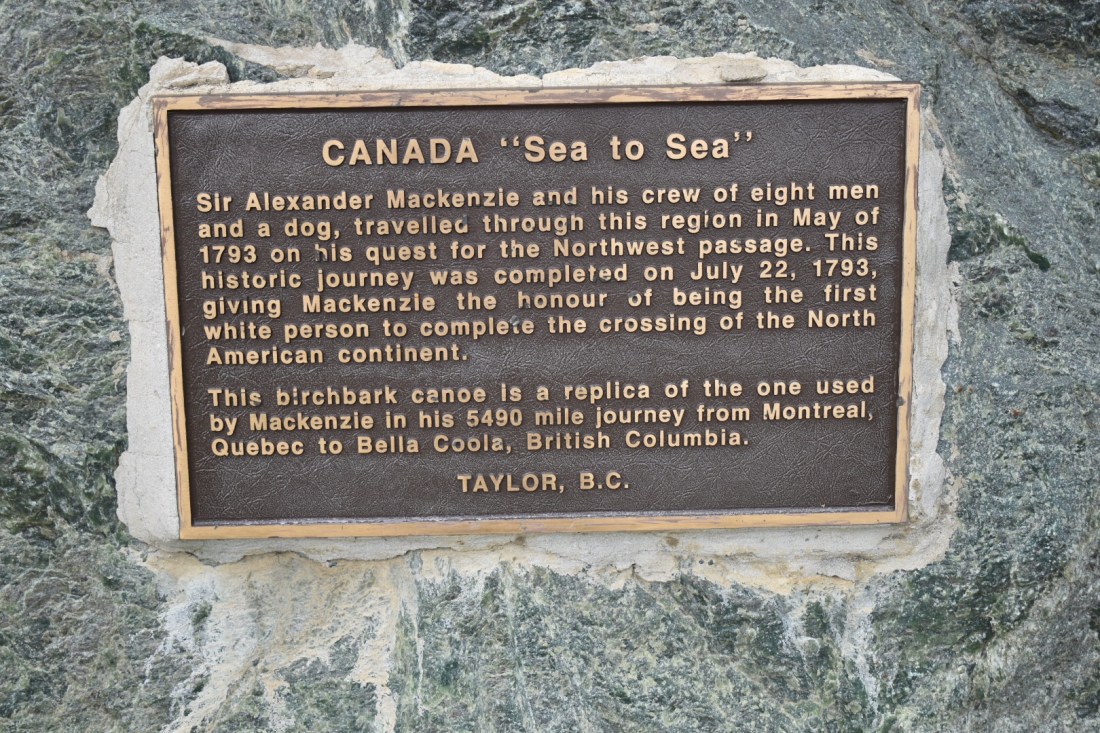 CANADA "Sea to Sea"
Sir Alexander Mackenzie and his crew of eight men
and a dog, travelled through this region in May of
1793 on his quest for the Northwest passage. This
historic journey was completed on July 22, 1793,
giving Mackenzie the honour of being the first
white person to complete the crossing of the North
American continent.
This birchbark canoe is a replica of the one used
by Mackenzie in his 5490 mile journey from Montreal,
Quebec to Bella Coola, British Columbia.
TAYLOR, B.C.